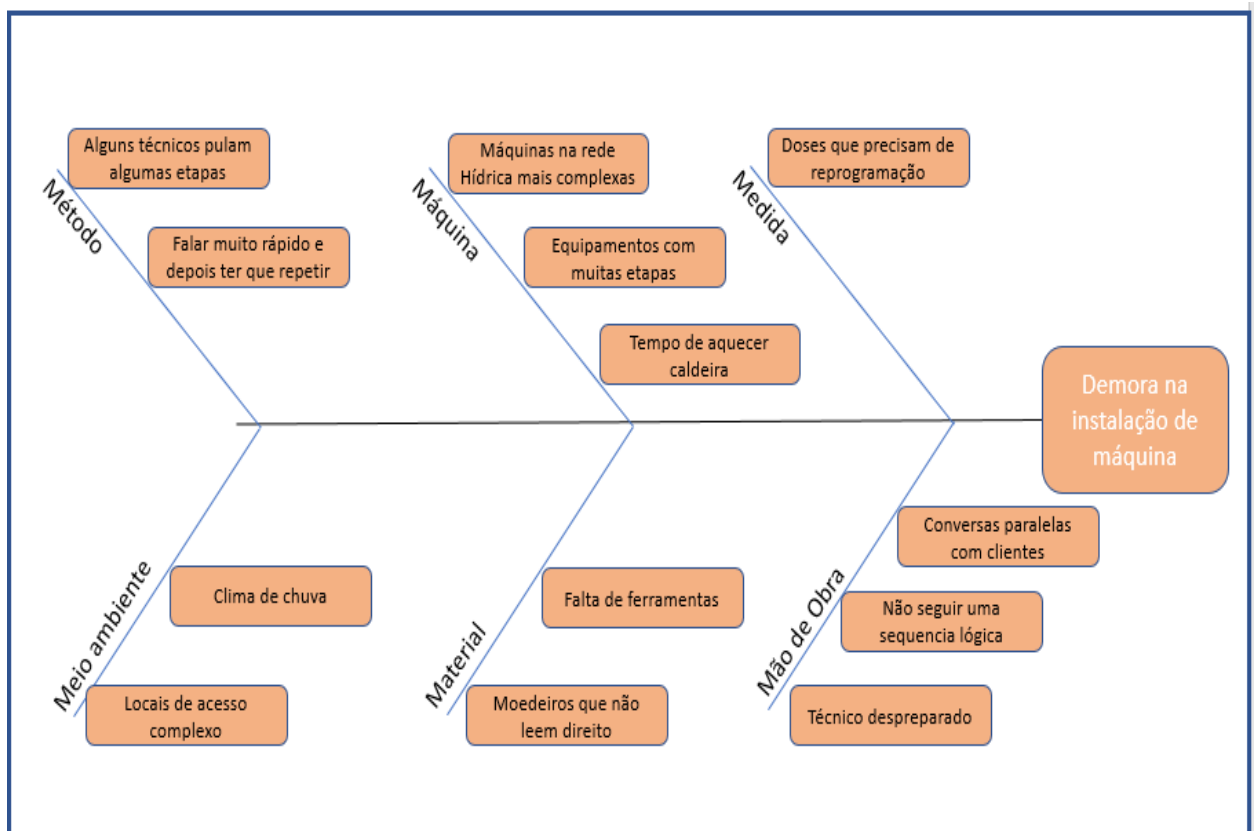 Alguns técnicos pulam
algumas etapas
Método
Falar muito rápido e
depois ter que repetir
Máquinas na rede
Hídrica mais complexas
Máquina
Equipamentos com
muitas etapas
Tempo de aquecer
caldeira
Doses que precisam de
reprogramação
Medida
Demora na
instalação de
máquina
Meio ambiente
Clima de chuva
Locais de acesso
complexo
Material
Falta de ferramentas
Moedeiros que não
leem direito
Mão de Obra
Conversas paralelas
com clientes
Não seguir uma
sequencia lógica
Técnico despreparado